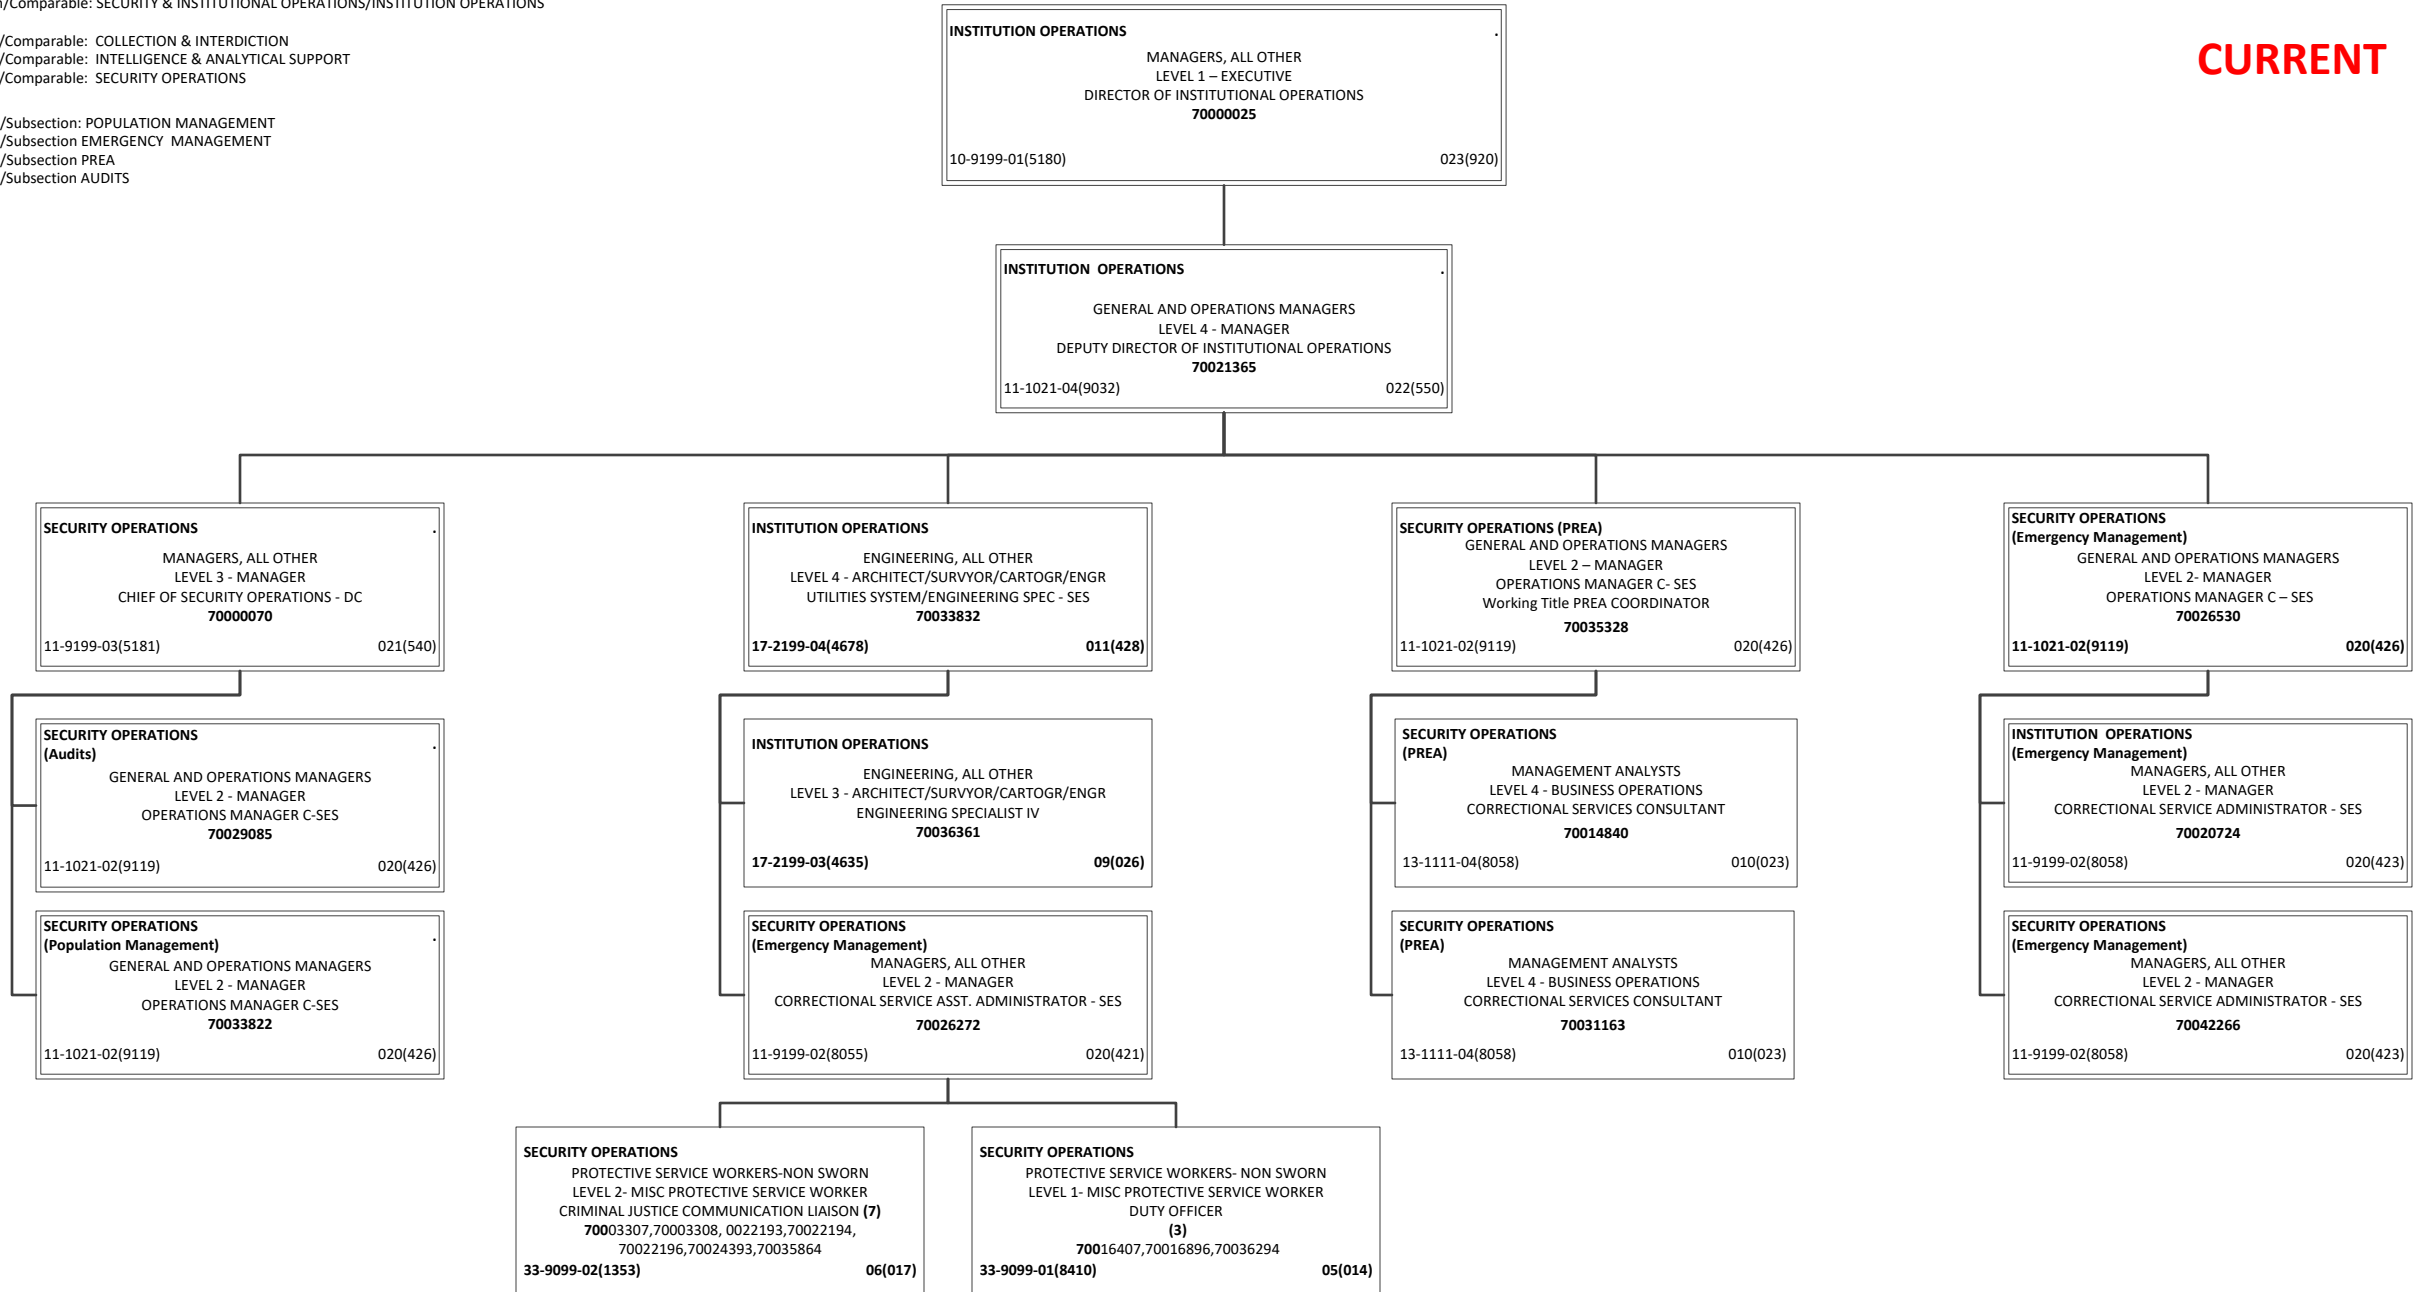 /Comparable: SECURITY & INSTITUTIONAL OPERATIONS/INSTITUTION OPERATIONS
/Comparable: COLLECTION & INTERDICTION
/Comparable: INTELLIGENCE & ANALYTICAL SUPPORT
/Comparable: SECURITY OPERATIONS
/Subsection: POPULATION MANAGEMENT
/Subsection EMERGENCY MANAGEMENT
/Subsection PREA
/Subsection AUDITS
CURRENT
INSTITUTION OPERATIONS .
MANAGERS, ALL OTHER
LEVEL 1 – EXECUTIVE
DIRECTOR OF INSTITUTIONAL OPERATIONS
70000025
10-9199-01(5180) 023(920)
INSTITUTION OPERATIONS .
GENERAL AND OPERATIONS MANAGERS
LEVEL 4 - MANAGER
DEPUTY DIRECTOR OF INSTITUTIONAL OPERATIONS
70021365
11-1021-04(9032) 022(550)
SECURITY OPERATIONS .
MANAGERS, ALL OTHER
LEVEL 3 - MANAGER
CHIEF OF SECURITY OPERATIONS - DC
70000070
11-9199-03(5181) 021(540)
INSTITUTION OPERATIONS
ENGINEERING, ALL OTHER
LEVEL 4 - ARCHITECT/SURVYOR/CARTOGR/ENGR
UTILITIES SYSTEM/ENGINEERING SPEC - SES
70033832
17-2199-04(4678) 011(428)
SECURITY OPERATIONS (PREA)
GENERAL AND OPERATIONS MANAGERS
LEVEL 2 – MANAGER
OPERATIONS MANAGER C- SES
Working Title PREA COORDINATOR
70035328
11-1021-02(9119) 020(426)
SECURITY OPERATIONS
(Emergency Management)
GENERAL AND OPERATIONS MANAGERS
LEVEL 2- MANAGER
OPERATIONS MANAGER C – SES
70026530
11-1021-02(9119) 020(426)
SECURITY OPERATIONS
(Audits) .
GENERAL AND OPERATIONS MANAGERS
LEVEL 2 - MANAGER
OPERATIONS MANAGER C-SES
70029085
11-1021-02(9119) 020(426)
INSTITUTION OPERATIONS
ENGINEERING, ALL OTHER
LEVEL 3 - ARCHITECT/SURVYOR/CARTOGR/ENGR
ENGINEERING SPECIALIST IV
70036361
17-2199-03(4635) 09(026)
SECURITY OPERATIONS
(PREA)
MANAGEMENT ANALYSTS
LEVEL 4 - BUSINESS OPERATIONS
CORRECTIONAL SERVICES CONSULTANT
70014840
13-1111-04(8058) 010(023)
INSTITUTION OPERATIONS
(Emergency Management)
MANAGERS, ALL OTHER
LEVEL 2 - MANAGER
CORRECTIONAL SERVICE ADMINISTRATOR - SES
70020724
11-9199-02(8058) 020(423)
SECURITY OPERATIONS
(Population Management) .
GENERAL AND OPERATIONS MANAGERS
LEVEL 2 - MANAGER
OPERATIONS MANAGER C-SES
70033822
11-1021-02(9119) 020(426)
SECURITY OPERATIONS
(Emergency Management)
MANAGERS, ALL OTHER
LEVEL 2 - MANAGER
CORRECTIONAL SERVICE ASST. ADMINISTRATOR - SES
70026272
11-9199-02(8055) 020(421)
SECURITY OPERATIONS
(PREA)
MANAGEMENT ANALYSTS
LEVEL 4 - BUSINESS OPERATIONS
CORRECTIONAL SERVICES CONSULTANT
70031163
13-1111-04(8058) 010(023)
SECURITY OPERATIONS
(Emergency Management)
MANAGERS, ALL OTHER
LEVEL 2 - MANAGER
CORRECTIONAL SERVICE ADMINISTRATOR - SES
70042266
11-9199-02(8058) 020(423)
SECURITY OPERATIONS
PROTECTIVE SERVICE WORKERS-NON SWORN
LEVEL 2- MISC PROTECTIVE SERVICE WORKER
CRIMINAL JUSTICE COMMUNICATION LIAISON (7)
70003307,70003308, 0022193,70022194,
70022196,70024393,70035864
33-9099-02(1353) 06(017)
SECURITY OPERATIONS
PROTECTIVE SERVICE WORKERS- NON SWORN
LEVEL 1- MISC PROTECTIVE SERVICE WORKER
DUTY OFFICER
(3)
70016407,70016896,70036294
33-9099-01(8410) 05(014)